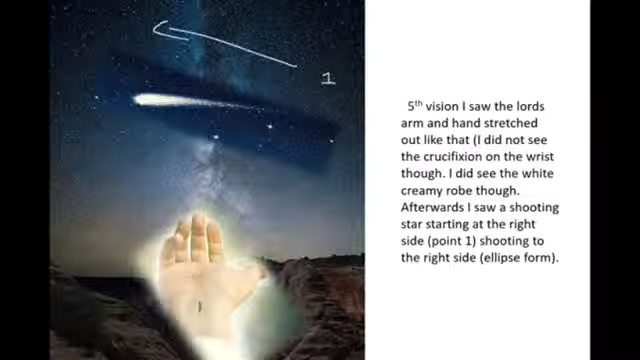 1
5th vision I saw the lords
arm and hand stretched
out like that (I did not see
the crucifixion on the wrist
though. I did see the white
creamy robe though.
Afterwards I saw a shooting
star starting at the right
side (point 1) shooting to
the right side (ellipse form).